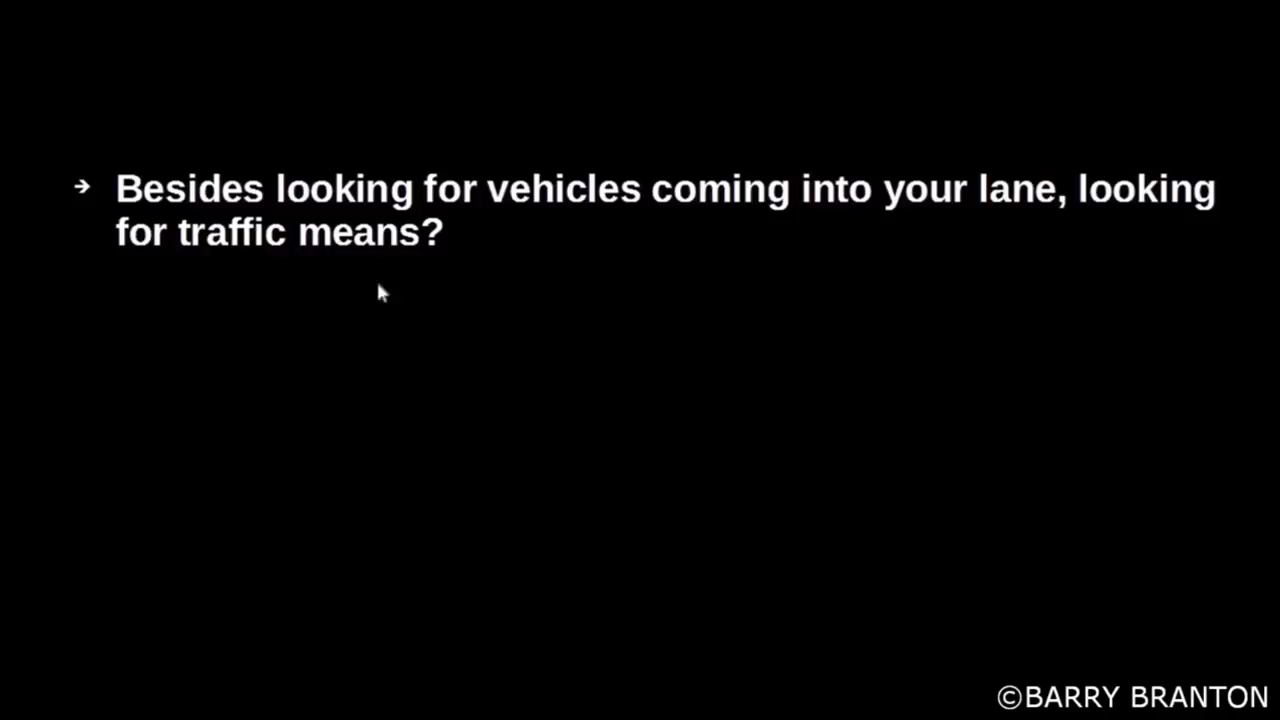 ➔ Besides looking for vehicles coming into your lane, looking
for traffic means?
©BARRY BRANTON